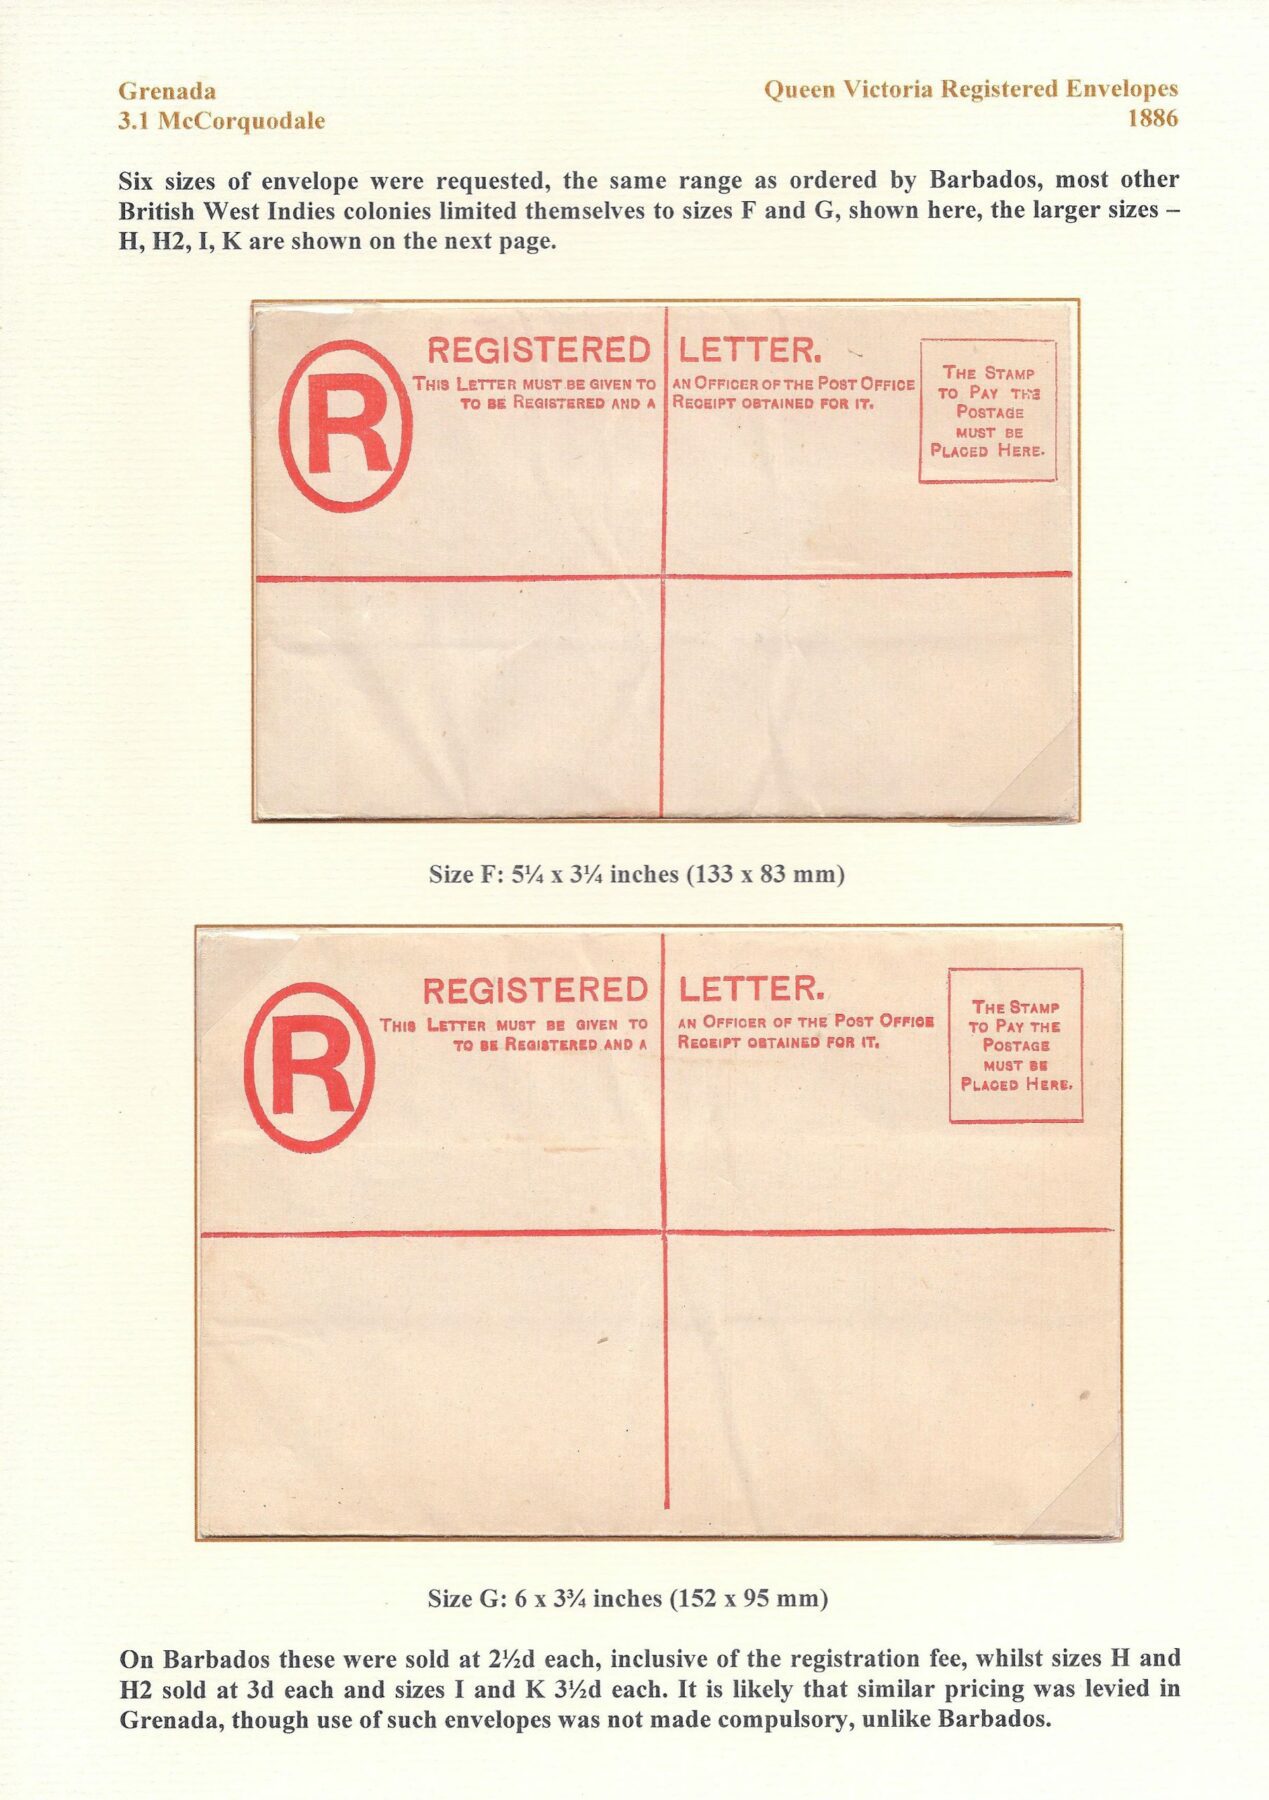 Grenada
Queen Victoria Registered Envelopes
3.1 McCorquodale
1886
Six sizes of envelope were requested, the same range as ordered by Barbados, most other
British West Indies colonies limited themselves to sizes F and G, shown here, the larger sizes –
H, H2, I, K are shown on the next page.
R
REGISTERED LETTER.
THIS LETTER MUST BE GIVEN TO AN OFFICER OF THE POST OFFICE
TO BE REGISTERED AND A RECEIPT OBTAINED FOR IT.
THE STAMP
TO PAY THE
POSTAGE
MUST BE
PLACED HERE.
Size F: 5¼ x 3¼ inches (133 x 83 mm)
R
REGISTERED LETTER.
THIS LETTER MUST BE GIVEN TO AN OFFICER OF THE POST OFFICE
TO BE REGISTERED AND A RECEIPT OBTAINED FOR IT.
THE STAMP
TO PAY THE
POSTAGE
MUST BE
PLACED HERE.
Size G: 6 x 3¾ inches (152 x 95 mm)
On Barbados these were sold at 2½d each, inclusive of the registration fee, whilst sizes H and
H2 sold at 3d each and sizes I and K 3½d each. It is likely that similar pricing was levied in
Grenada, though use of such envelopes was not made compulsory, unlike Barbados.